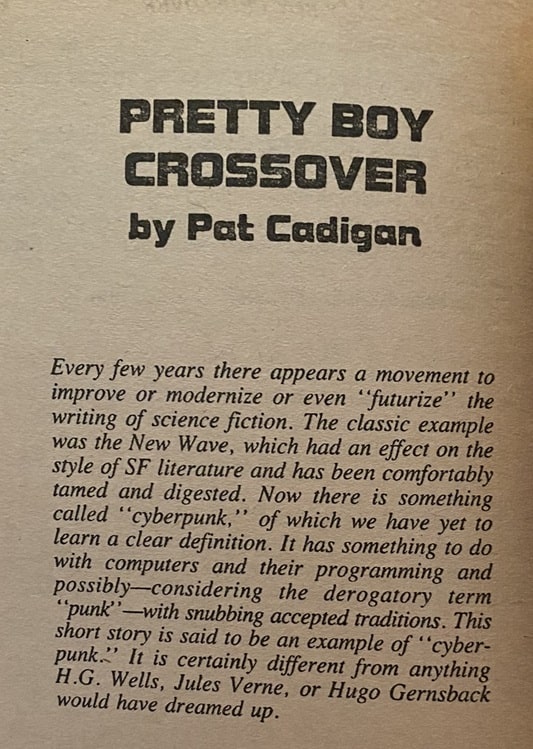 PRETTY BOY
CROSSOVER
by Pat Cadigan
Every few years there appears a movement to
improve or modernize or even ‘‘futurize’’ the
writing of science fiction. The classic example
was the New Wave, which had an effect on the
style of SF literature and has been comfortably
tamed and digested. Now there is something
called ‘‘cyberpunk,’’ of which we have yet to
learn a clear definition. It has something to do
with computers and their programming and
possibly—considering the derogatory term
‘‘punk’’—with snubbing accepted traditions. This
short story is said to be an example of ‘‘cyber-
punk.’’ It is certainly different from anything
H.G. Wells, Jules Verne, or Hugo Gernsback
would have dreamed up.